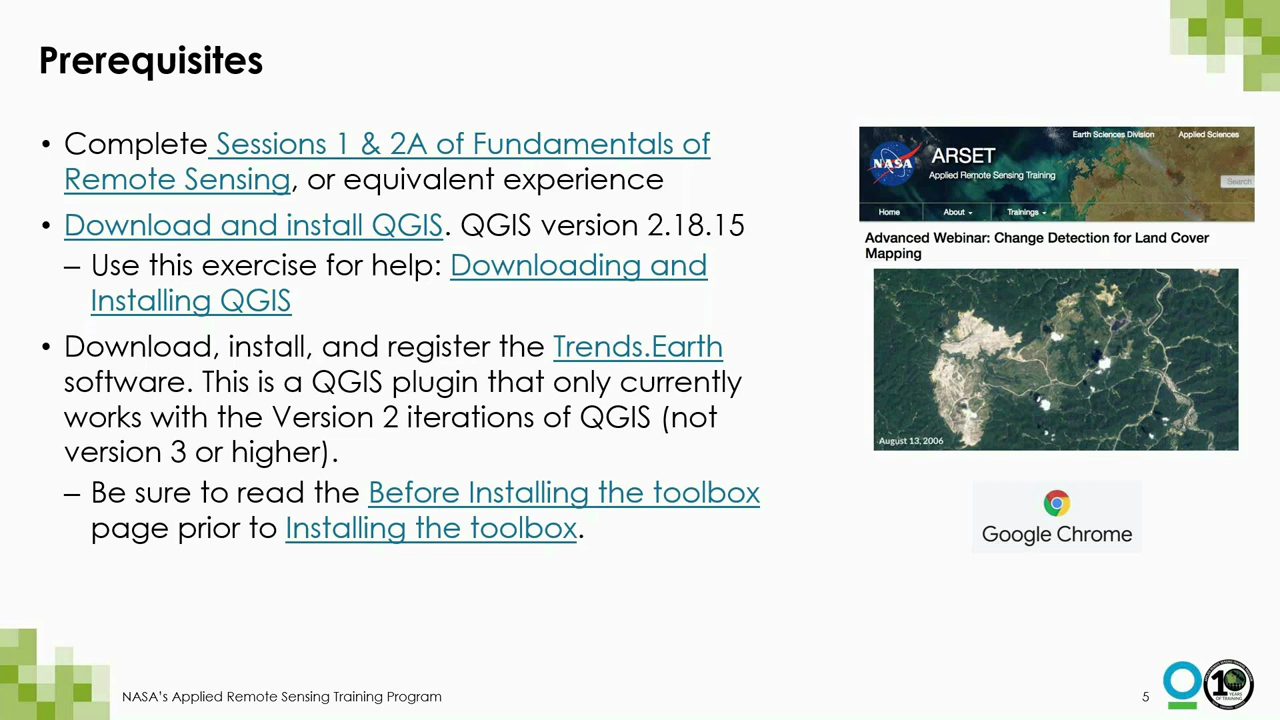 Prerequisites
• Complete Sessions 1 & 2A of Fundamentals of
Remote Sensing, or equivalent experience
• Download and install QGIS. QGIS version 2.18.15
– Use this exercise for help: Downloading and
Installing QGIS
• Download, install, and register the Trends.Earth
software. This is a QGIS plugin that only currently
works with the Version 2 iterations of QGIS (not
version 3 or higher).
– Be sure to read the Before Installing the toolbox
page prior to Installing the toolbox.
Earth Sciences Division Applied Sciences
NASA
ARSET
Applied Remote Sensing Training
Search
Home About Trainings
Advanced Webinar: Change Detection for Land Cover
Mapping
August 13, 2006
Google Chrome
NASA's Applied Remote Sensing Training Program
5
10
YEARS
OF TRAINING